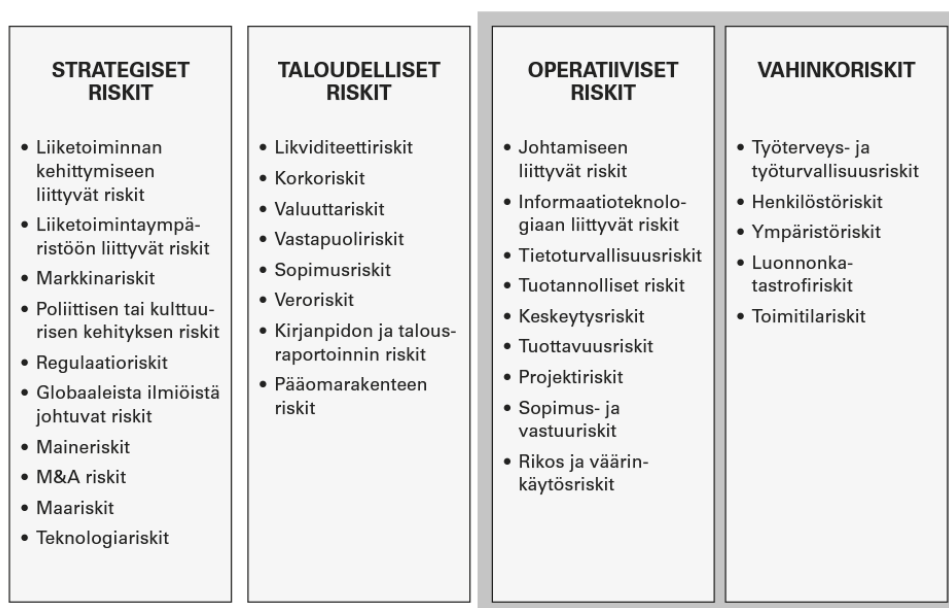 STRATEGISET
RISKIT
• Liiketoiminnan
kehittymiseen
liittyvät riskit
• Liiketoimintaympä-
ristöön liittyvät riskit
• Markkinariskit
• Poliittisen tai kulttuu-
risen kehityksen riskit
• Regulaatioriskit
• Globaaleista ilmiöistä
johtuvat riskit
• Maineriskit
• M&A riskit
• Maariskit
• Teknologiariskit
TALOUDELLISET
RISKIT
• Likviditeettiriskit
• Korkoriskit
• Valuuttariskit
• Vastapuoliriskit
• Sopimusriskit
• Veroriskit
• Kirjanpidon ja talous-
raportoinnin riskit
• Pääomarakenteen
riskit
OPERATIIVISET
RISKIT
• Johtamiseen
liittyvät riskit
• Informaatioteknolo-
giaan liittyvät riskit
• Tietoturvallisuusriskit
• Tuotannolliset riskit
• Keskeytysriskit
• Tuottavuusriskit
• Projektiriskit
• Sopimus- ja
vastuuriskit
• Rikos ja väärin-
käytösriskit
VAHINKORISKIT
• Työterveys- ja
työturvallisuusriskit
• Henkilöstöriskit
• Ympäristöriskit
• Luonnonka-
tastrofiriskit
• Toimitilariskit